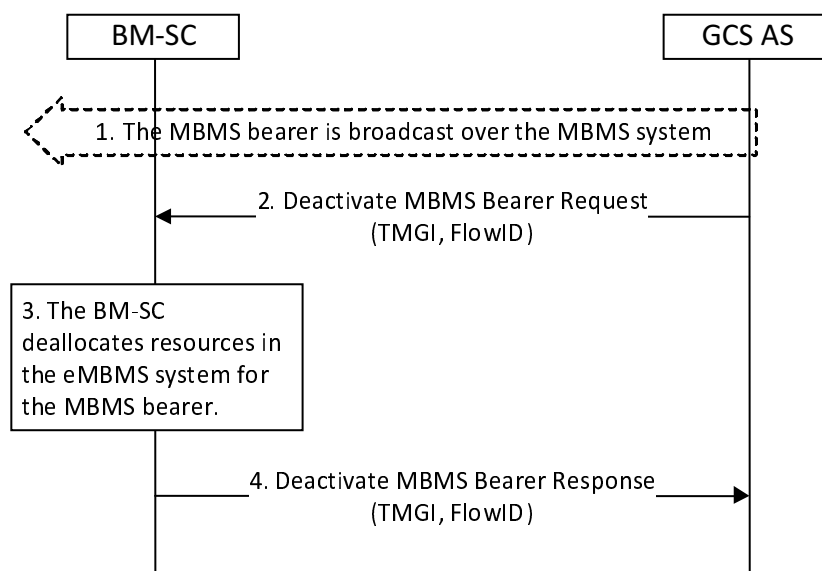 BM-SC
GCS AS
1. The MBMS bearer is broadcast over the MBMS system
2. Deactivate MBMS Bearer Request
(TMGI, FlowID)
3. The BM-SC
deallocates resources in
the eMBMS system for
the MBMS bearer.
4. Deactivate MBMS Bearer Response
(TMGI, FlowID)